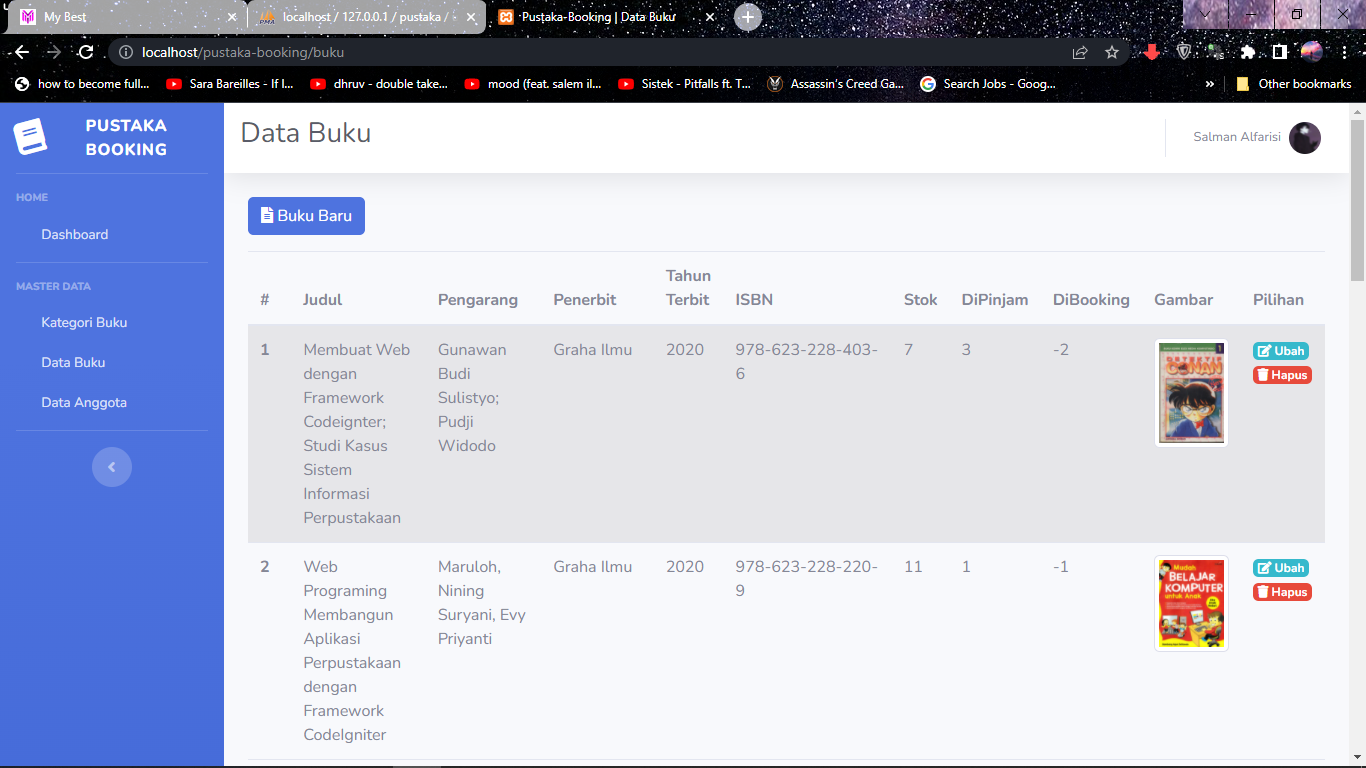 My Best
localhost / 127.0.0.1 / pustaka / -
Pustaka-Booking | Data Buku
localhost/pustaka-booking/buku
how to become full...
Sara Bareilles - If I...
dhruv - double take...
mood (feat. salem il...
Sistek - Pitfalls ft. T...
Assassin's Creed Ga...
Search Jobs - Goog...
»
Other bookmarks
PUSTAKA
BOOKING
Data Buku
Salman Alfarisi
HOME
Dashboard
MASTER DATA
Kategori Buku
Data Buku
Data Anggota
Buku Baru
# Judul Pengarang Penerbit Tahun Terbit ISBN Stok DiPinjam DiBooking Gambar Pilihan
1
Membuat Web
dengan
Framework
Codeignter;
Studi Kasus
Sistem
Informasi
Perpustakaan
Gunawan
Budi
Sulistyo;
Pudji
Widodo
Graha Ilmu
2020
978-623-228-403-
6
7
3
-2
1
CONAN
Ubah
Hapus
2
Web
Programing
Membangun
Aplikasi
Perpustakaan
dengan
Framework
CodeIgniter
Maruloh,
Nining
Suryani, Evy
Priyanti
Graha Ilmu
2020
978-623-228-220-
9
11
1
-1
Mudah
BELAJAR
KOMPUTER
untuk Anak
Ubah
Hapus